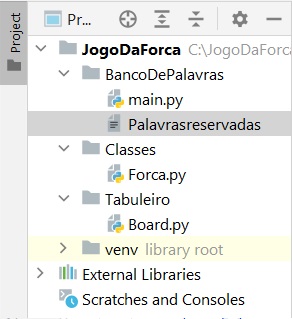 Project
Pr...
JogoDaForca C:\JogoDaForca
BancoDePalavras
main.py
Palavrasreservadas
Classes
Forca.py
Tabuleiro
Board.py
venv library root
External Libraries
Scratches and Consoles